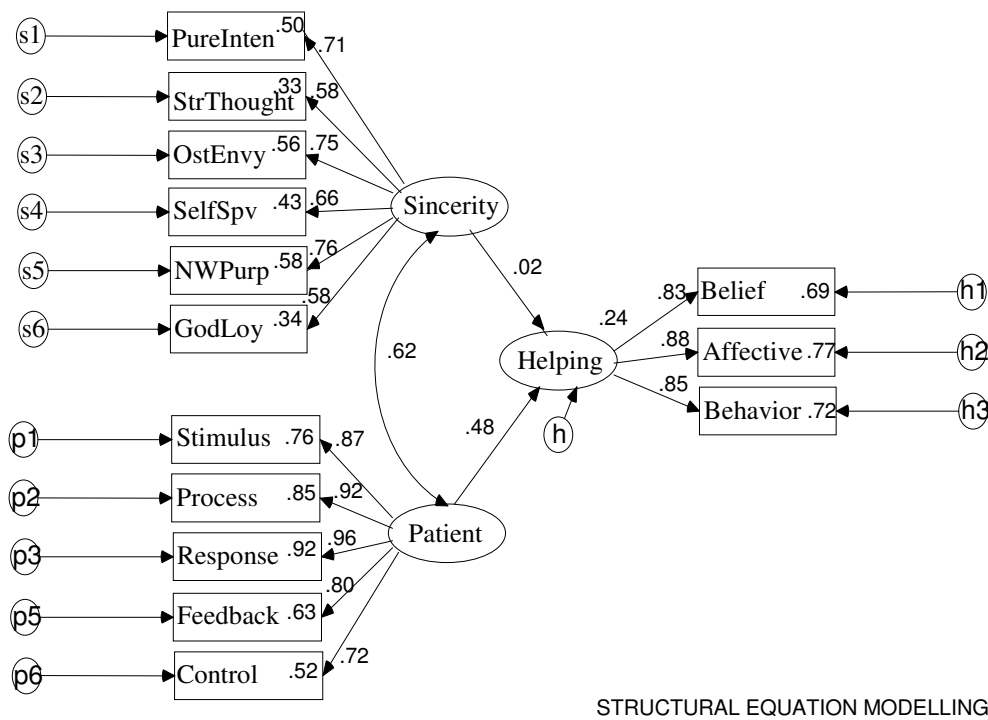 s1 PureInten .50 .71
s2 StrThought .33 .58
s3 OstEnvy .56 .75
s4 SelfSpv .43 .66
s5 NWPurp .58 .76
s6 GodLoy .34 .58
Sincerity
.02
.62
.24
Helping
h
.48
.83 Belief .69 h1
.88 Affective .77 h2
.85 Behavior .72 h3
p1 Stimulus .76 .87
p2 Process .85 .92
p3 Response .92 .96
p5 Feedback .63 .80
p6 Control .52 .72
Patient
STRUCTURAL EQUATION MODELLING